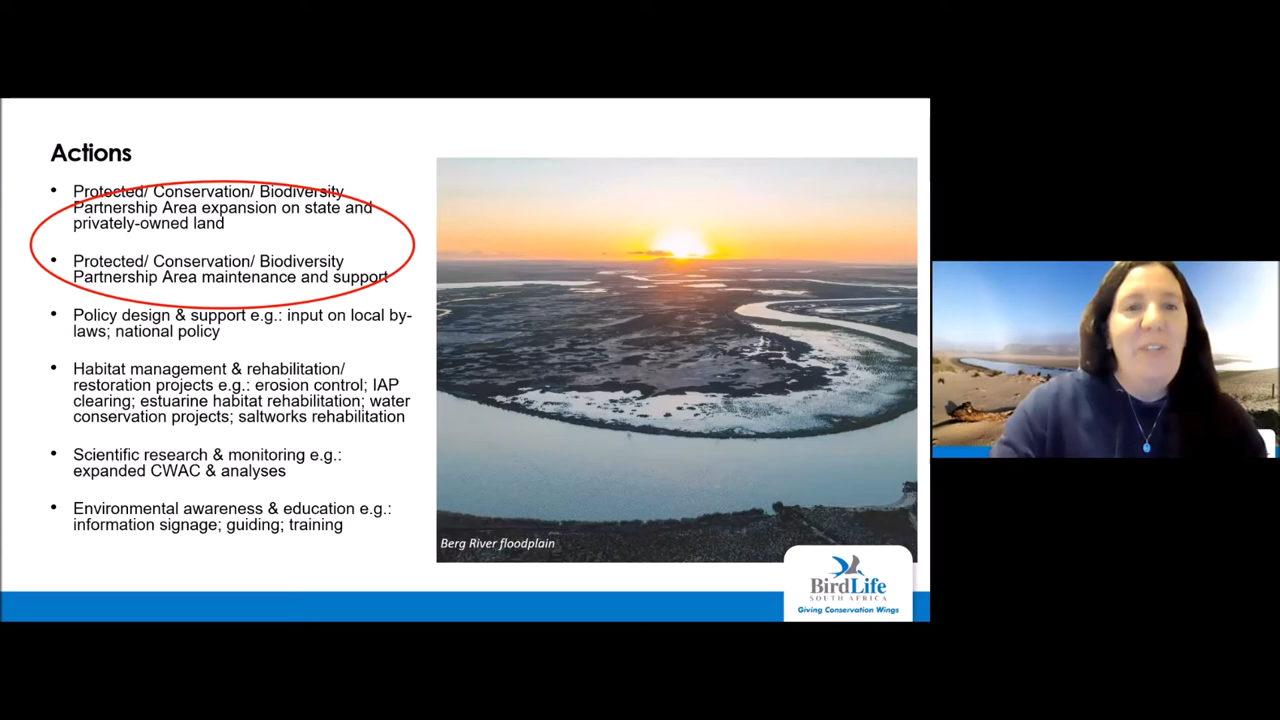 Actions
• Protected/ Conservation/ Biodiversity
Partnership Area expansion on state and
privately-owned land
• Protected/ Conservation/ Biodiversity
Partnership Area maintenance and support
• Policy design & support e.g.: input on local by-
laws; national policy
• Habitat management & rehabilitation/
restoration projects e.g.: erosion control; IAP
clearing; estuarine habitat rehabilitation; water
conservation projects; saltworks rehabilitation
• Scientific research & monitoring e.g.:
expanded CWAC & analyses
• Environmental awareness & education e.g.:
information signage; guiding; training
Berg River floodplain
BirdLife
SOUTH AFRICA
Giving Conservation Wings